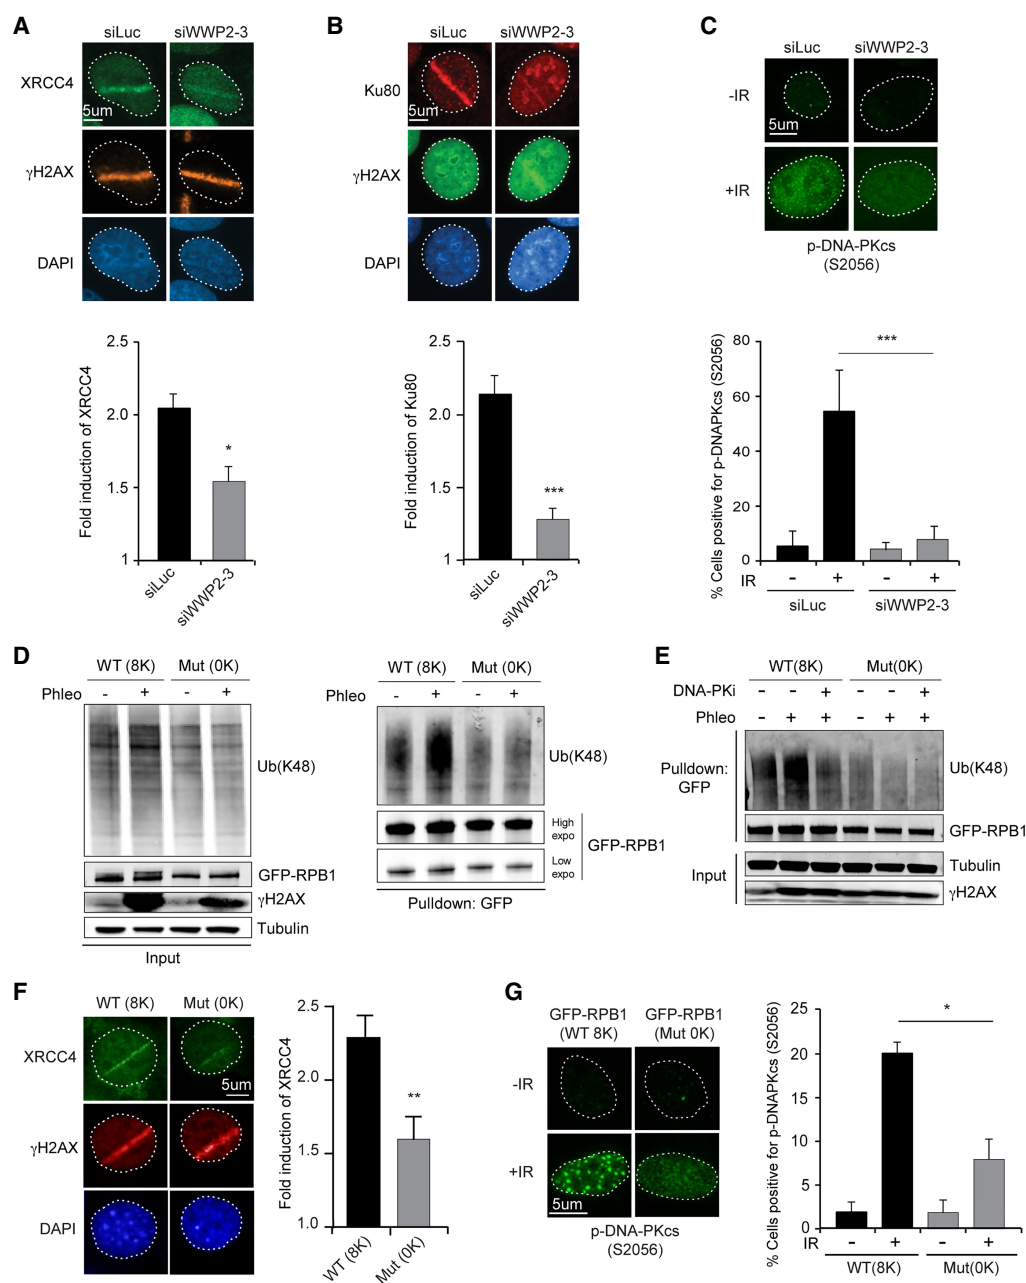 A
siLuc siWWP2-3
XRCC4
5um
γH2AX
DAPI
Fold induction of XRCC4
2.5
2.0
1.5
1
*
siLuc
siWWP2-3
B
siLuc siWWP2-3
Ku80
5um
γH2AX
DAPI
Fold induction of Ku80
2.5
2.0
1.5
1
***
siLuc
siWWP2-3
C
siLuc siWWP2-3
-IR
5um
+IR
p-DNA-PKcs
(S2056)
% Cells positive for p-DNAPKcs (S2056)
80
60
40
20
0
***
IR - + - +
siLuc siWWP2-3
D
WT (8K) Mut (0K)
Phleo - + - +
Ub(K48)
GFP-RPB1
γH2AX
Tubulin
Input
WT (8K) Mut (0K)
Phleo - + - +
Ub(K48)
High
expo
Low
expo
GFP-RPB1
Pulldown: GFP
E
WT(8K) Mut(0K)
DNA-PKi - - + - - +
Phleo - + + - + +
Pulldown:
GFP
Ub(K48)
GFP-RPB1
Input
Tubulin
γH2AX
F
WT (8K) Mut (0K)
XRCC4
5um
γH2AX
DAPI
Fold induction of XRCC4
2.5
2.0
1.5
1.0
**
WT (8K)
Mut (0K)
G
GFP-RPB1 GFP-RPB1
(WT 8K) (Mut 0K)
-IR
+IR
5um
p-DNA-PKcs
(S2056)
% Cells positive for p-DNAPKcs (S2056)
25
20
15
10
5
0
*
IR - + - +
WT(8K) Mut(0K)